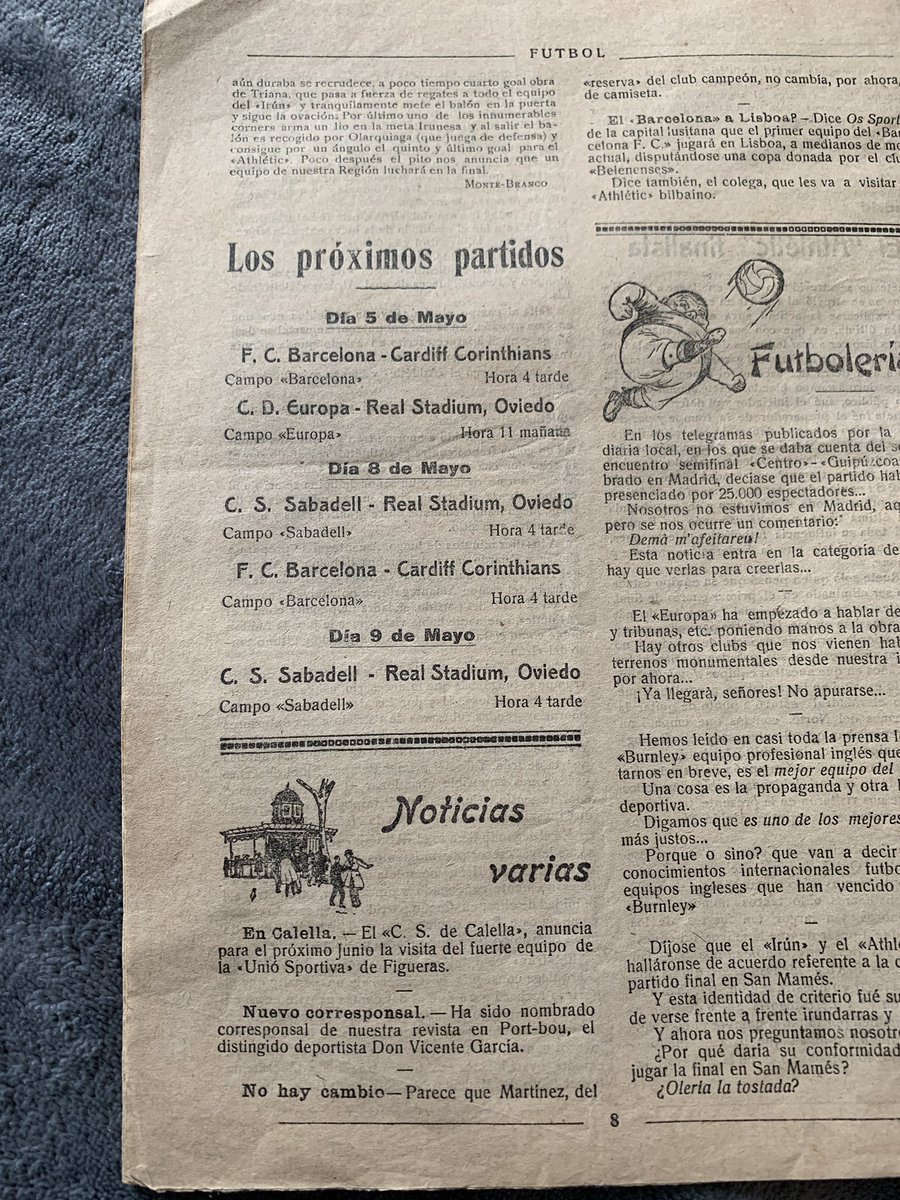 FUTBOL
aún duraba se recrudece, a poco tiempo cuarto goal obra
de Triana, que pasa a fuerza de regates a todo el equipo
del «Irún» y tranquilamente mete el balón en la puerta
y sigue la ovación; Por último uno de los innumerables
corners arma un lio en la meta Irunesa y al salir el ba-
lón es recogido por Olarquiaga (que juega de defensa) y
consigue por un ángulo el quinto y último goal para el
«Athlétic». Poco después el pito nos anuncia que un
equipo de nuestra Región luchará en la final.
MONTE-BRANCO
Los próximos partidos
Día 5 de Mayo
F. C. Barcelona - Cardiff Corinthians
Campo «Barcelona» Hora 4 tarde
C. D. Europa - Real Stadium, Oviedo
Campo «Europa» Hora 11 mañana
Día 8 de Mayo
C. S. Sabadell - Real Stadium, Oviedo
Campo «Sabadell» Hora 4 tarde
F. C. Barcelona - Cardiff Corinthians
Campo «Barcelona» Hora 4 tarde
Día 9 de Mayo
C. S. Sabadell - Real Stadium, Oviedo
Campo «Sabadell» Hora 4 tarde
Noticias
varias
En Calella. — El «C. S. de Calella», anuncia
para el próximo Junio la visita del fuerte equipo de
la «Unió Sportiva» de Figueras.
Nuevo corresponsal. — Ha sido nombrado
corresponsal de nuestra revista en Port-bou, el
distinguido deportista Don Vicente García.
No hay cambio — Parece que Martínez, del
«reserva» del club campeón, no cambia, por ahora,
de camiseta.
El «Barcelona» a Lisboa? — Dice Os Sport
de la capital lusitana que el primer equipo del «Bar
celona F. C.» jugará en Lisboa, a medianos de
actual, disputándose una copa donada por el
«Belenenses».
Dice también, el colega, que les va a visitar
«Athlétic» bilbaino.
Futbolería
En los telegramas publicados por la
diaria local, en los que se daba cuenta del
encuentro semifinal «Centro»-«Guipúzcoa
brado en Madrid, deciase que el partido
presenciado por 25.000 espectadores...
Nosotros no estuvimos en Madrid,
pero se nos ocurre un comentario:
Demà m'afeitareu!
Esta noticia entra en la categoría de
hay que verlas para creerlas...
El «Europa» ha empezado a hablar de
y tribunas, etc. poniendo manos a la obra
Hay otros clubs que nos vienen
terrenos monumentales desde nuestra
por ahora...
¡Ya llegará, señores! No apurarse...
Hemos leido en casi toda la prensa
«Burnley» equipo profesional inglés
tarnos en breve, es el mejor equipo del
Una cosa es la propaganda y otra
deportiva.
Digamos que es uno de los mejores
más justos...
Porque o sino? que van a decir
conocimientos internacionales
equipos ingleses que han vencido
«Burnley»
Díjose que el «Irún» y el
halláronse de acuerdo referente a la
partido final en San Mamés.
Y esta identidad de criterio fué
de verse frente a frente irundarras y
Y ahora nos preguntamos
¿Por qué daría su conformidad
jugar la final en San Mamés?
¿Olerla la tostada?
8